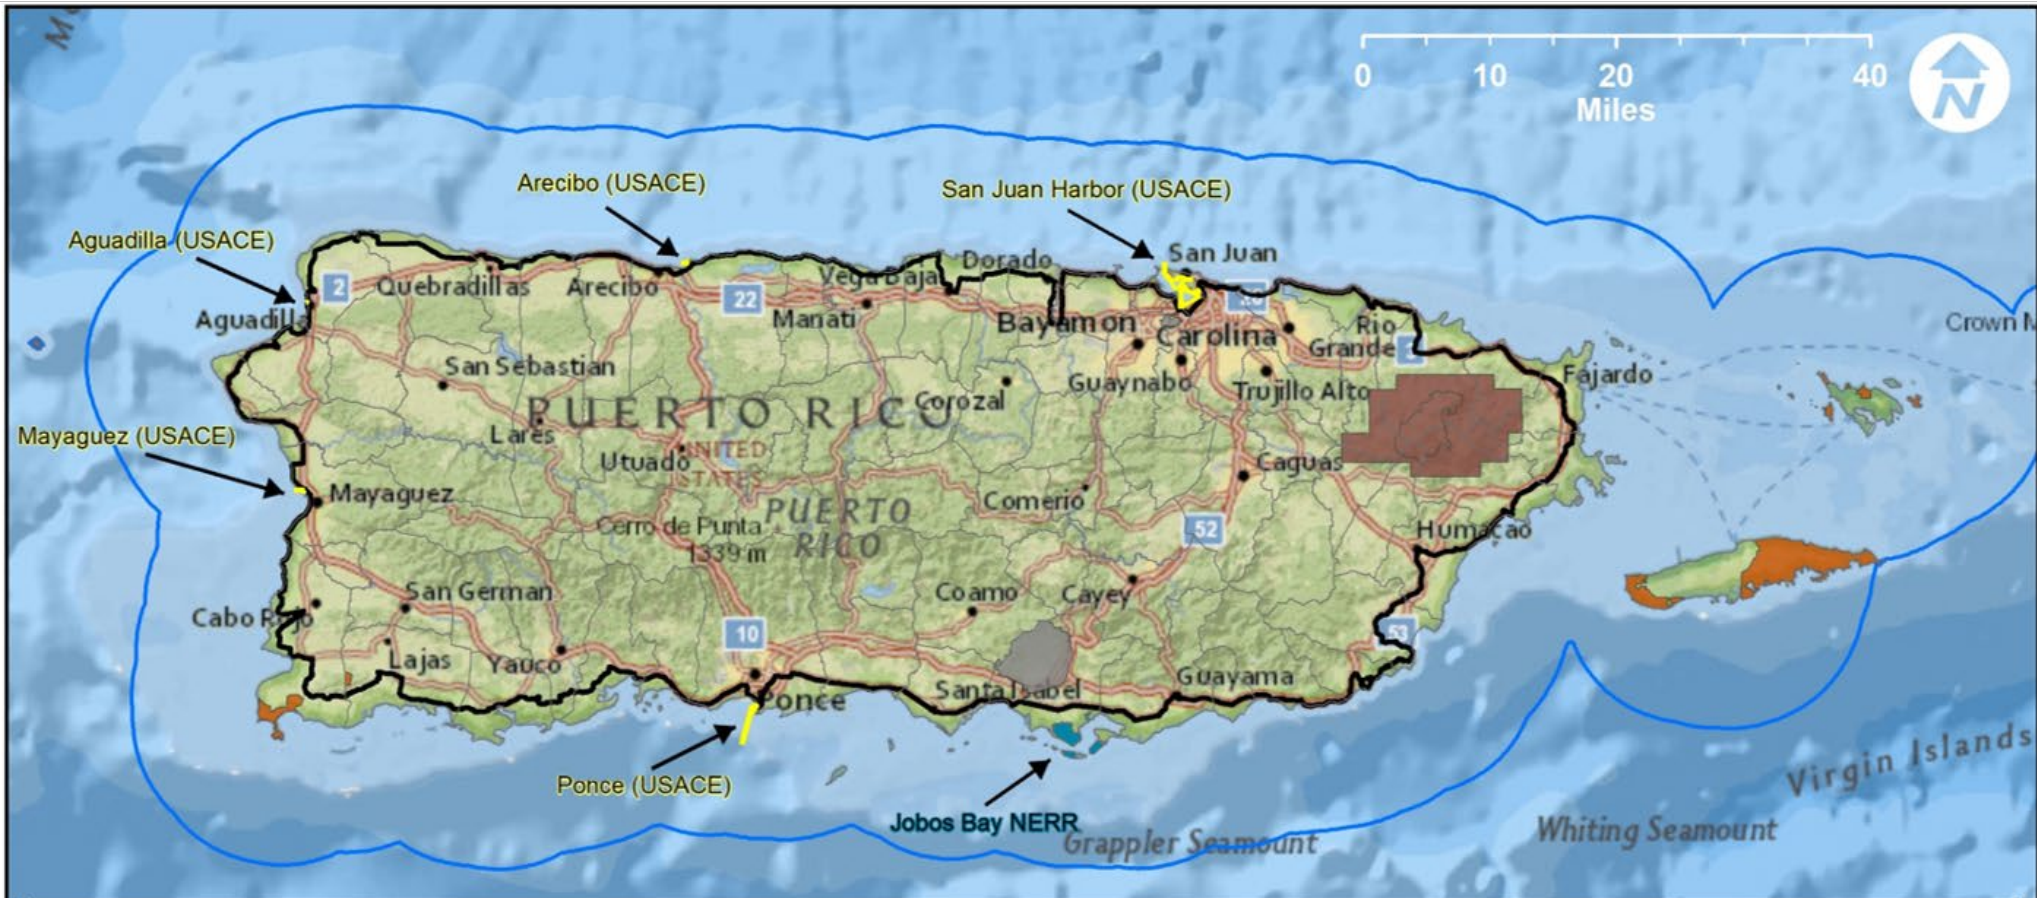 0 10 20 40
Miles
N
Arecibo (USACE)
San Juan Harbor (USACE)
Aguadilla (USACE)
San Juan
Dorado
Vega Baja
2
Quebradillas
Arecibo
22
Aguadilla
Manati
Bayamon
Carolina
Rio
Grande
Crown
San Sebastian
Guaynabo
Trujillo Alto
Fajardo
PUERTO RICO
Corozal
Lares
UNITED
STATES
Utuado
Caguas
Mayaguez (USACE)
Mayaguez
Comerio
PUERTO
RICO
Cerro de Punta
1339 m
52
Humacao
San German
Coamo
Cayey
Cabo Rojo
10
53
Lajas
Yauco
Guayama
Santa Isabel
Ponce
Ponce (USACE)
Jobos Bay NERR
Grappler Seamount
Whiting Seamount
Virgin Islands